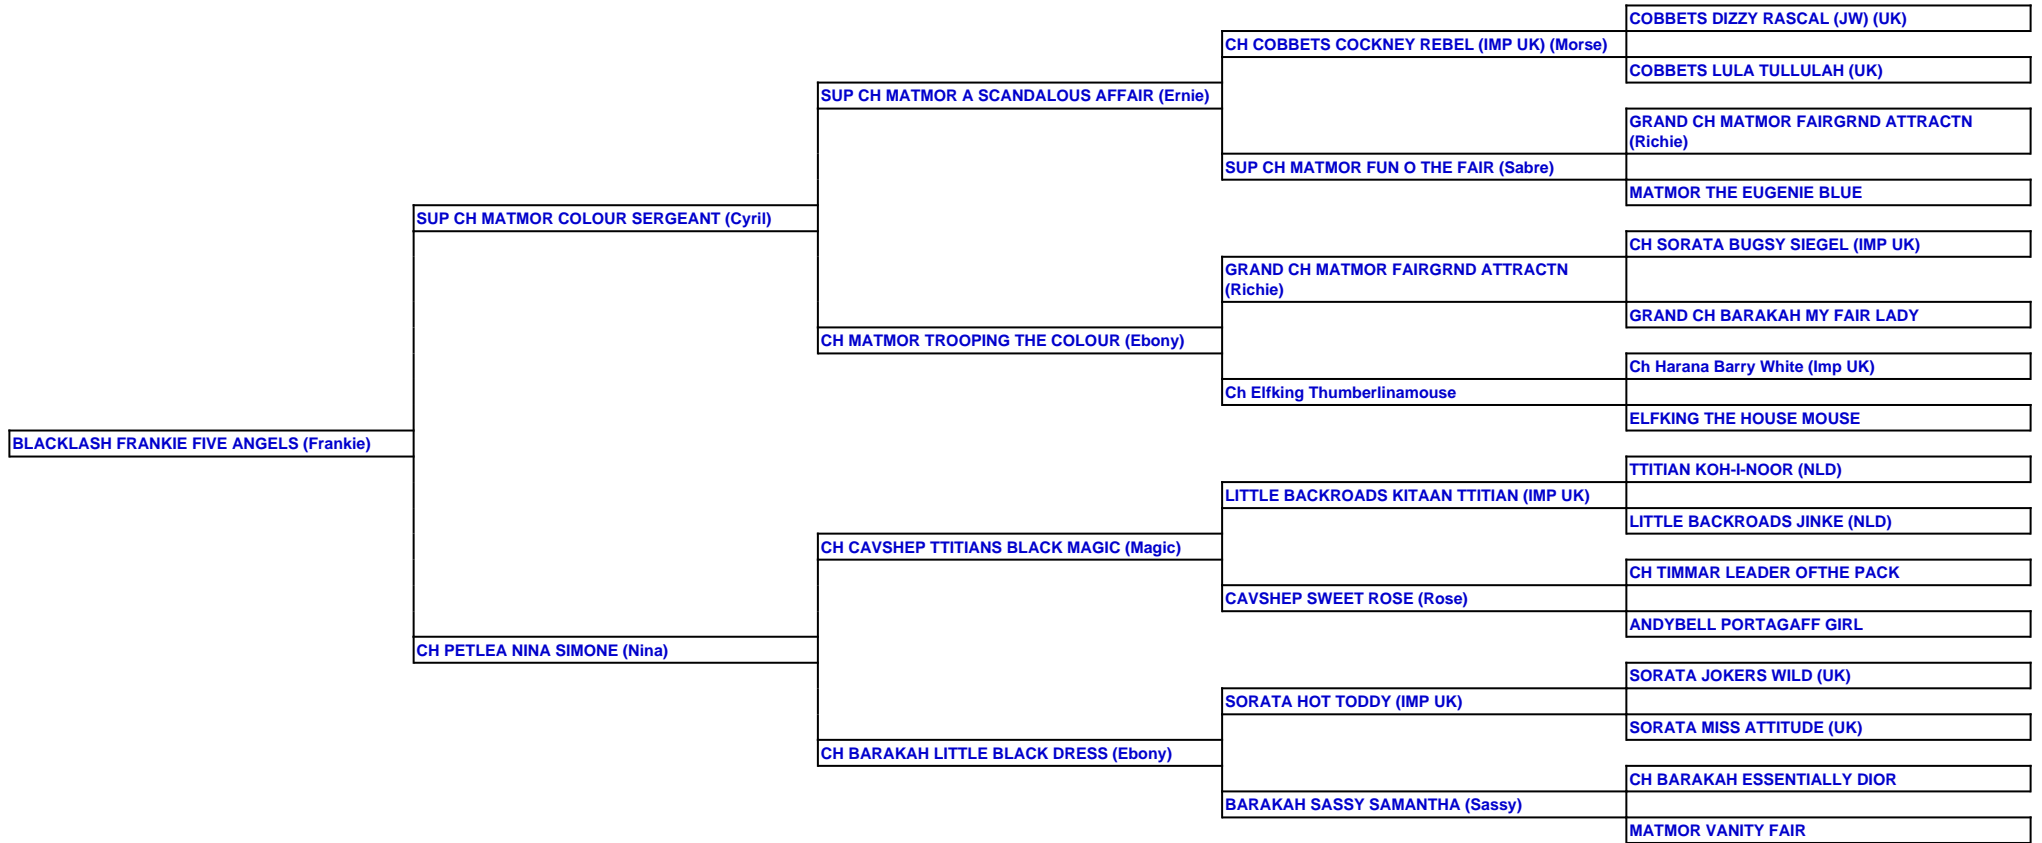 COBBETS DIZZY RASCAL (JW) (UK)
CH COBBETS COCKNEY REBEL (IMP UK) (Morse)
COBBETS LULA TULLULAH (UK)
SUP CH MATMOR A SCANDALOUS AFFAIR (Ernie)
GRAND CH MATMOR FAIRGRND ATTRACTN
(Richie)
SUP CH MATMOR FUN O THE FAIR (Sabre)
MATMOR THE EUGENIE BLUE
SUP CH MATMOR COLOUR SERGEANT (Cyril)
CH SORATA BUGSY SIEGEL (IMP UK)
GRAND CH MATMOR FAIRGRND ATTRACTN
(Richie)
GRAND CH BARAKAH MY FAIR LADY
CH MATMOR TROOPING THE COLOUR (Ebony)
Ch Harana Barry White (Imp UK)
Ch Elfking Thumberlinamouse
ELFKING THE HOUSE MOUSE
BLACKLASH FRANKIE FIVE ANGELS (Frankie)
TTITIAN KOH-I-NOOR (NLD)
LITTLE BACKROADS KITAAN TTITIAN (IMP UK)
LITTLE BACKROADS JINKE (NLD)
CH CAVSHEP TTITIANS BLACK MAGIC (Magic)
CH TIMMAR LEADER OFTHE PACK
CAVSHEP SWEET ROSE (Rose)
ANDYBELL PORTAGAFF GIRL
CH PETLEA NINA SIMONE (Nina)
SORATA JOKERS WILD (UK)
SORATA HOT TODDY (IMP UK)
SORATA MISS ATTITUDE (UK)
CH BARAKAH LITTLE BLACK DRESS (Ebony)
CH BARAKAH ESSENTIALLY DIOR
BARAKAH SASSY SAMANTHA (Sassy)
MATMOR VANITY FAIR